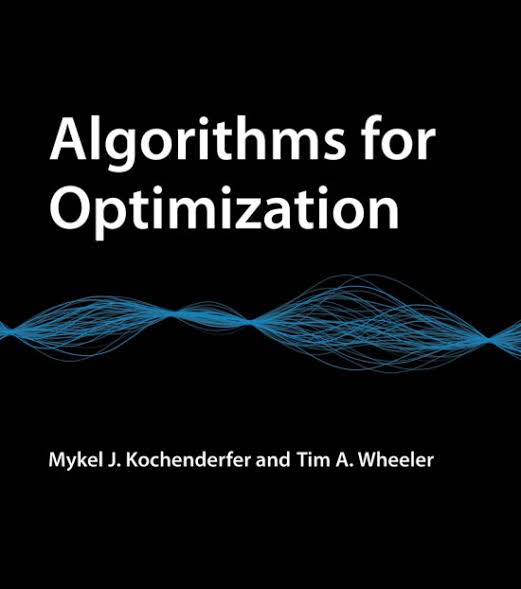 Algorithms for
Optimization
Mykel J. Kochenderfer and Tim A. Wheeler